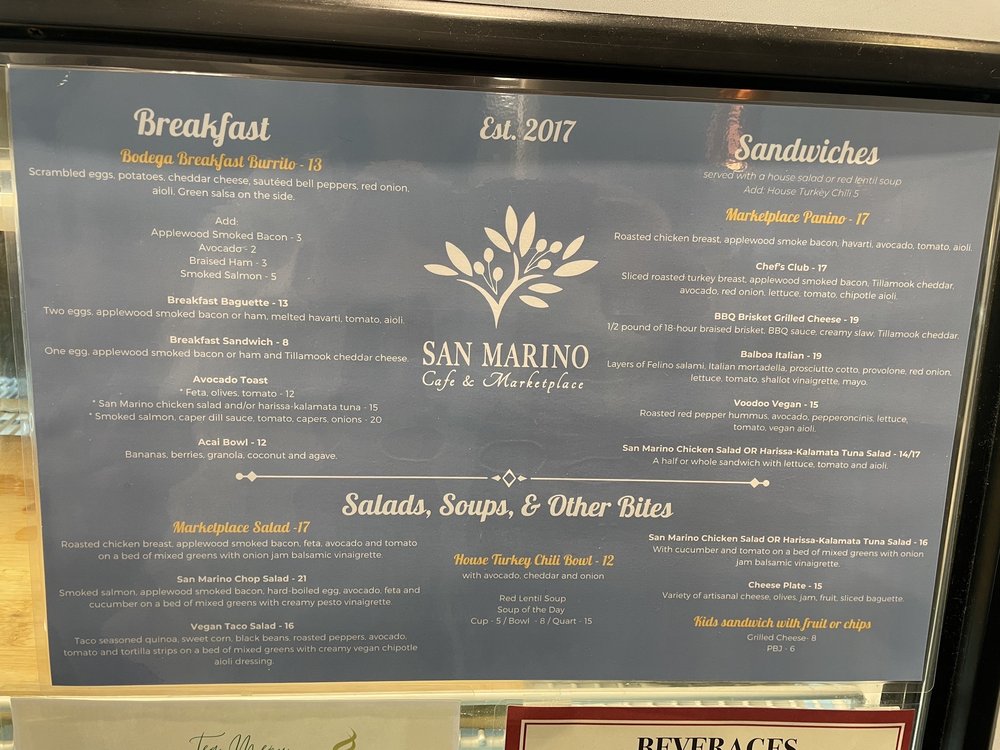 Breakfast
Bodega Breakfast Burrito - 13
Scrambled eggs, potatoes, cheddar cheese, sautéed bell peppers, red onion,
aioli. Green salsa on the side.
Add:
Applewood Smoked Bacon - 3
Avocado - 2
Braised Ham - 3
Smoked Salmon - 5
Breakfast Baguette - 13
Two eggs, applewood smoked bacon or ham, melted havarti, tomato, aioli.
Breakfast Sandwich - 8
One egg, applewood smoked bacon or ham and Tillamook cheddar cheese.
Avocado Toast
* Feta, olives, tomato - 12
* San Marino chicken salad and/or harissa-kalamata tuna - 15
* Smoked salmon, caper dill sauce, tomato, capers, onions - 20
Acai Bowl - 12
Bananas, berries, granola, coconut and agave.
Est. 2017
SAN MARINO
Cafe & Marketplace
Sandwiches
served with a house salad or red lentil soup
Add: House Turkey Chili 5
Marketplace Panino - 17
Roasted chicken breast, applewood smoke bacon, havarti, avocado, tomato, aioli.
Chef's Club - 17
Sliced roasted turkey breast, applewood smoked bacon, Tillamook cheddar,
avocado, red onion, lettuce, tomato, chipotle aioli.
BBQ Brisket Grilled Cheese - 19
1/2 pound of 18-hour braised brisket, BBQ sauce, creamy slaw, Tillamook cheddar.
Balboa Italian - 19
Layers of Felino salami, Italian mortadella, prosciutto cotto, provolone, red onion,
lettuce, tomato, shallot vinaigrette, mayo.
Voodoo Vegan - 15
Roasted red pepper hummus, avocado, pepperoncinis, lettuce,
tomato, vegan aioli.
San Marino Chicken Salad OR Harissa-Kalamata Tuna Salad - 14/17
A half or whole sandwich with lettuce, tomato and aioli.
Salads, Soups, & Other Bites
Marketplace Salad -17
Roasted chicken breast, applewood smoked bacon, feta, avocado and tomato
on a bed of mixed greens with onion jam balsamic vinaigrette.
San Marino Chop Salad - 21
Smoked salmon, applewood smoked bacon, hard-boiled egg, avocado, feta and
cucumber on a bed of mixed greens with creamy pesto vinaigrette.
Vegan Taco Salad - 16
Taco seasoned quinoa, sweet corn, black beans, roasted peppers, avocado,
tomato and tortilla strips on a bed of mixed greens with creamy vegan chipotle
aioli dressing.
House Turkey Chili Bowl - 12
with avocado, cheddar and onion
Red Lentil Soup
Soup of the Day
Cup - 5 / Bowl - 8 / Quart - 15
San Marino Chicken Salad OR Harissa-Kalamata Tuna Salad - 16
With cucumber and tomato on a bed of mixed greens with onion
jam balsamic vinaigrette.
Cheese Plate - 15
Variety of artisanal cheese, olives, jam, fruit, sliced baguette.
Kids sandwich with fruit or chips
Grilled Cheese- 8
PBJ - 6
Tea Menu
BEVERAGES